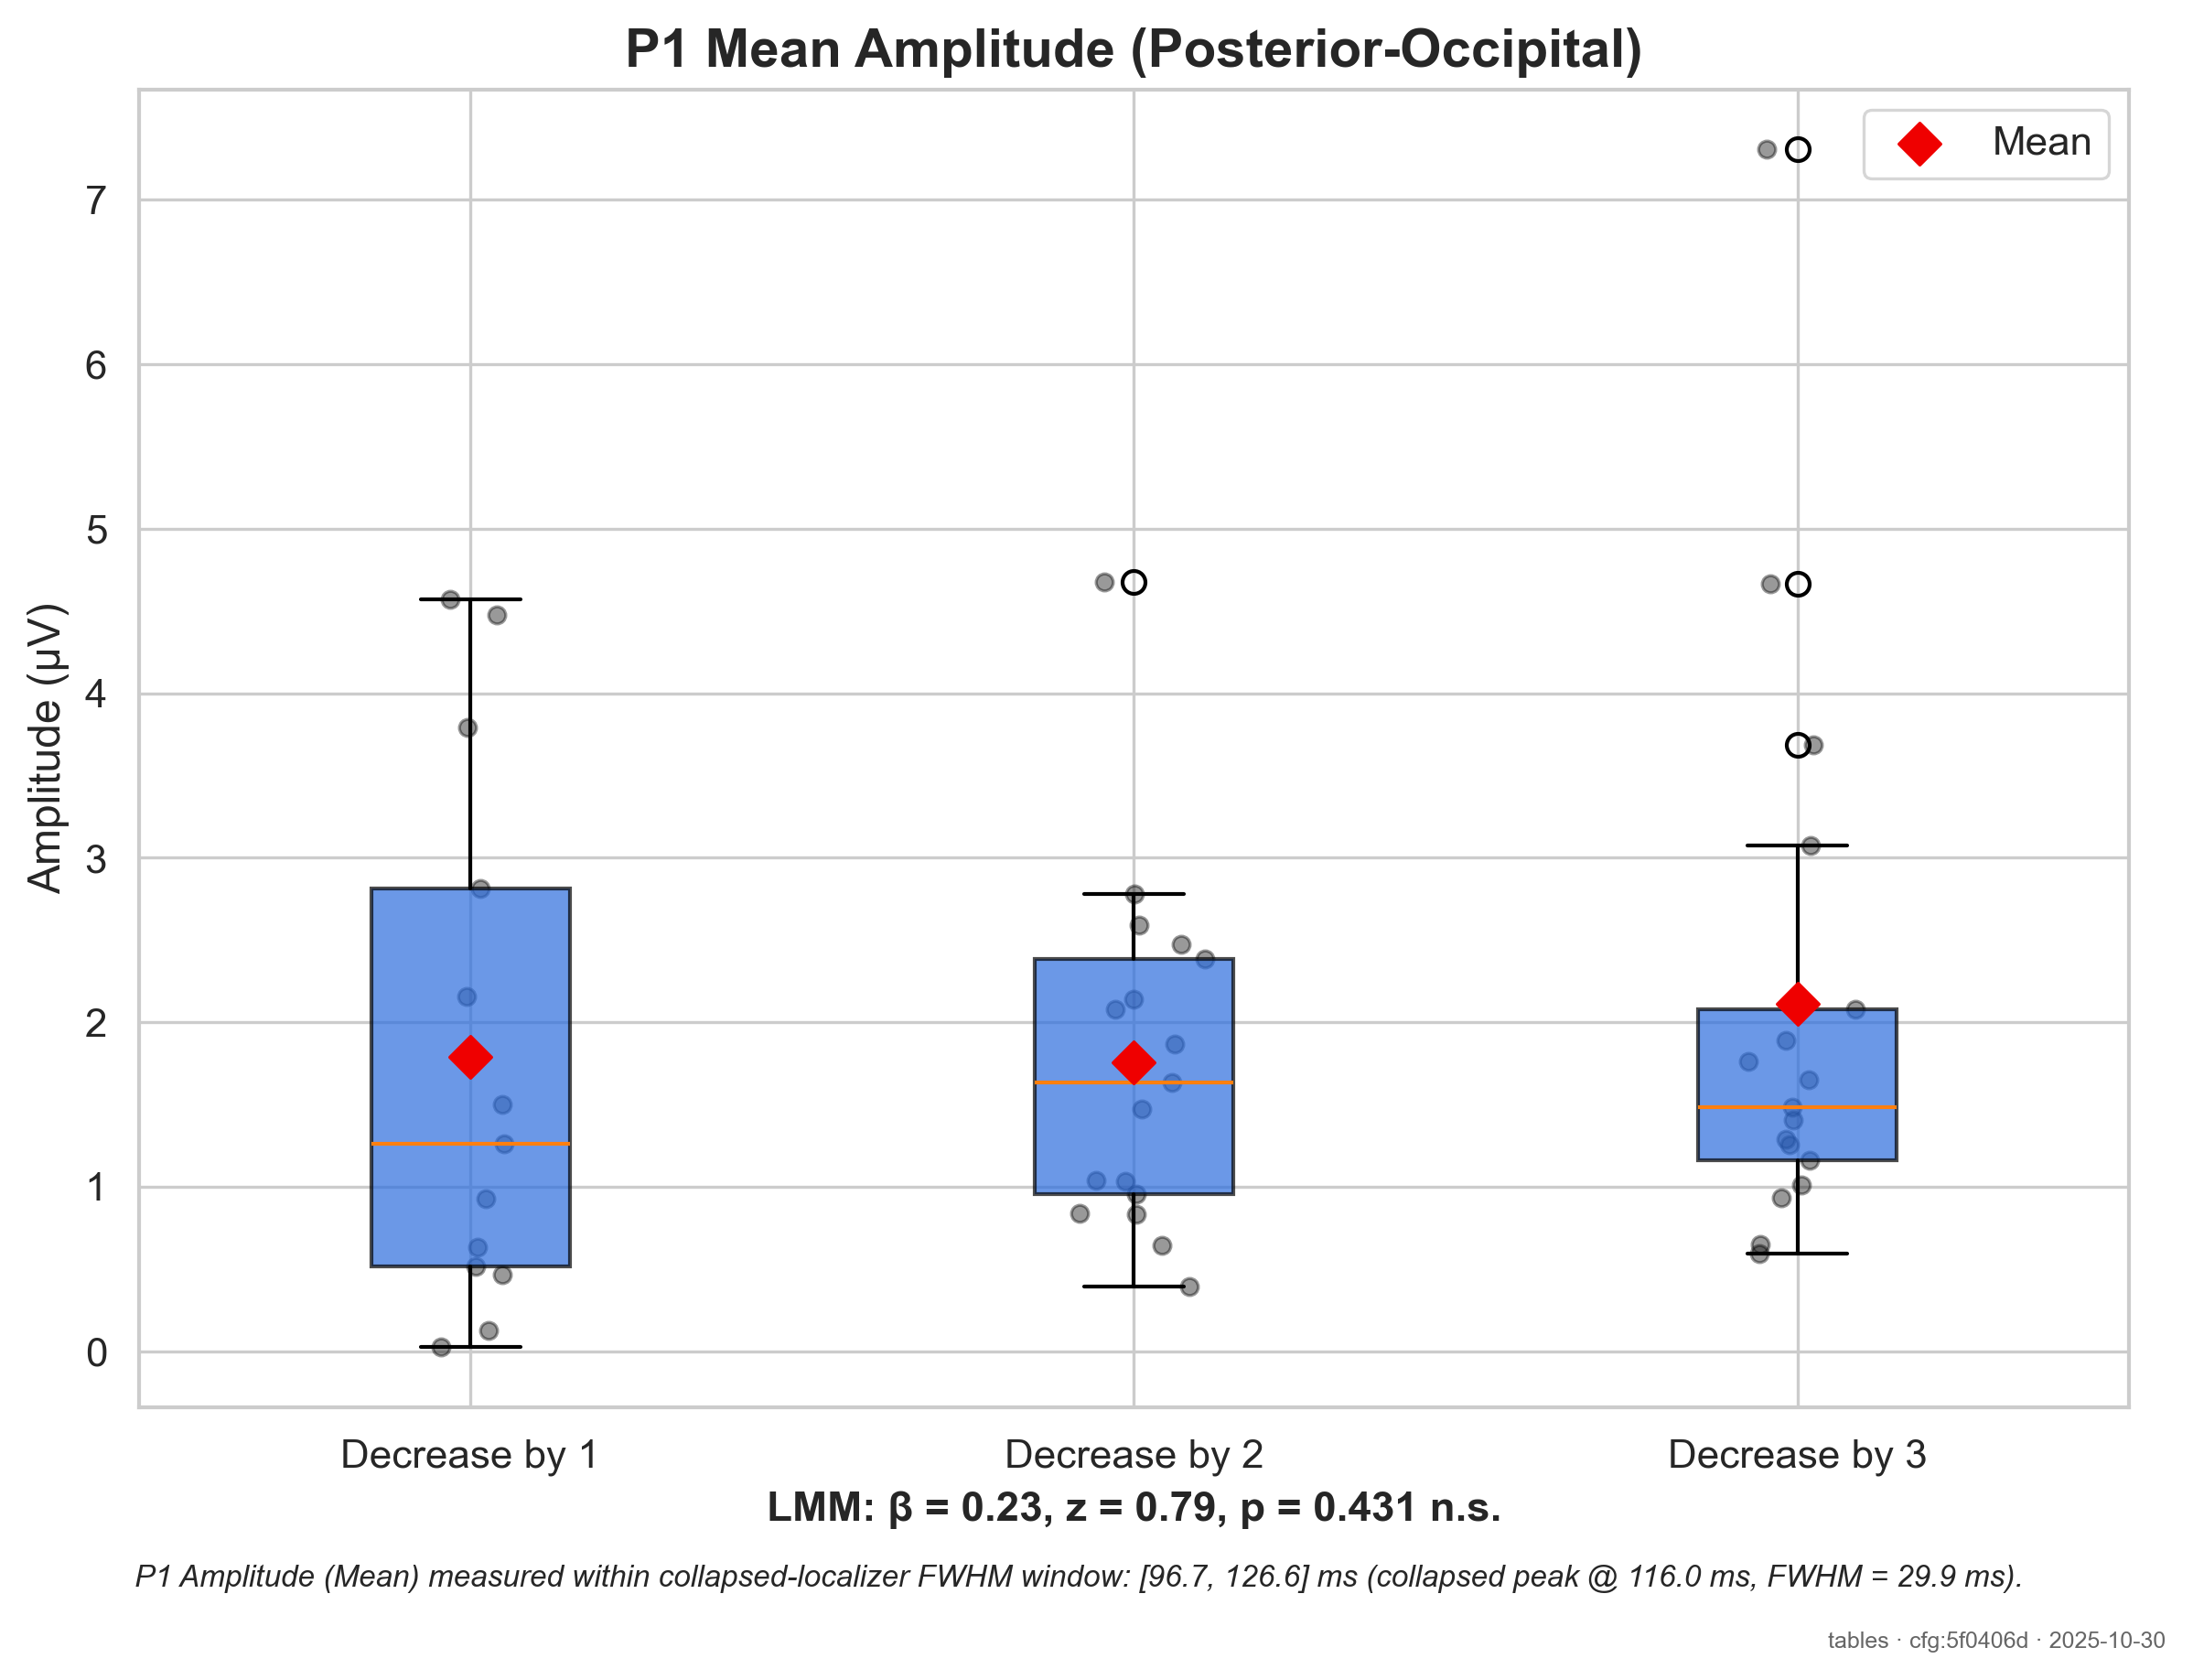 P1 Mean Amplitude (Posterior-Occipital)
Mean
7
6
5
4
3
2
1
0
Amplitude (µV)
Decrease by 1
Decrease by 2
Decrease by 3
LMM: β = 0.23, z = 0.79, p = 0.431 n.s.
P1 Amplitude (Mean) measured within collapsed-localizer FWHM window: [96.7, 126.6] ms (collapsed peak @ 116.0 ms, FWHM = 29.9 ms).
tables · cfg:5f0406d · 2025-10-30